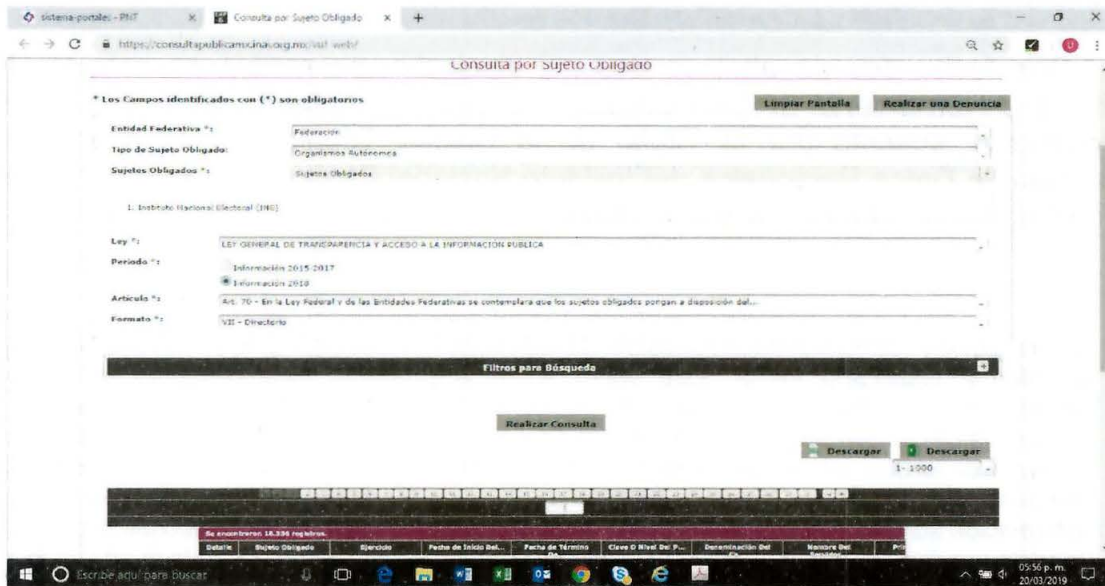 sistema-portales - PNT
Consulta por Sujeto Obligado
Consulta por Sujeto Obligado
* Los Campos identificados con (*) son obligatorios
Limpiar Pantalla
Realizar una Denuncia
Entidad Federativa *:
Federación
Tipo de Sujeto Obligado:
Organismos Autónomos
Sujetos Obligados *:
Sujetos Obligados
1. Instituto Nacional Electoral (INE)
Ley *:
LEY GENERAL DE TRANSPARENCIA Y ACCESO A LA INFORMACIÓN PÚBLICA
Periodo *:
Información 2015-2017
Información 2018
Artículo *:
Art. 70 - En la Ley Federal y de las Entidades Federativas se contemplara que los sujetos obligados pongan a disposición del...
Formato *:
VII - Directorio
Filtros para Búsqueda
Realizar Consulta
Descargar
Descargar
1- 1000
Detalle
Sujeto Obligado
Ejercicio
Fecha de Inicio Del...
Fecha de Término De...
Clave O Nivel Del P...
Denominación Del
Nombre Del Servidor
Escribe aquí para buscar
05:56 p. m.
20/03/2019